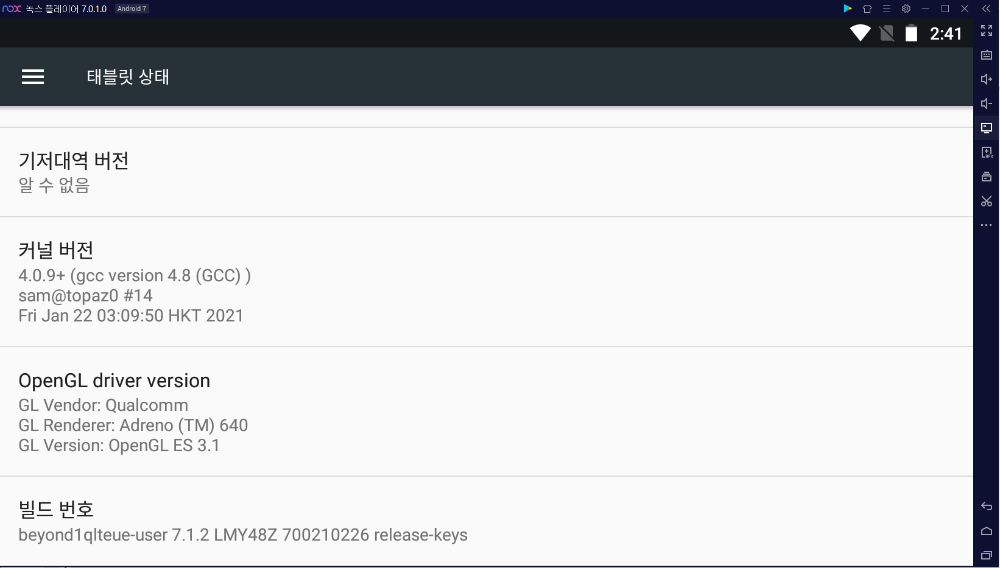 nox 녹스 플레이어 7.0.1.0 Android 7
2:41
태블릿 상태
기저대역 버전
알 수 없음
커널 버전
4.0.9+ (gcc version 4.8 (GCC) )
sam@topaz0 #14
Fri Jan 22 03:09:50 HKT 2021
OpenGL driver version
GL Vendor: Qualcomm
GL Renderer: Adreno (TM) 640
GL Version: OpenGL ES 3.1
빌드 번호
beyond1qlteue-user 7.1.2 LMY48Z 700210226 release-keys